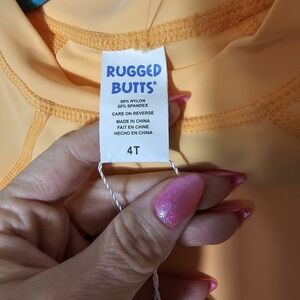 RUGGED
BUTTS®
80% NYLON
20% SPANDEX
CARE ON REVERSE
MADE IN CHINA
FAIT EN CHINE
HECHO EN CHINA
4T